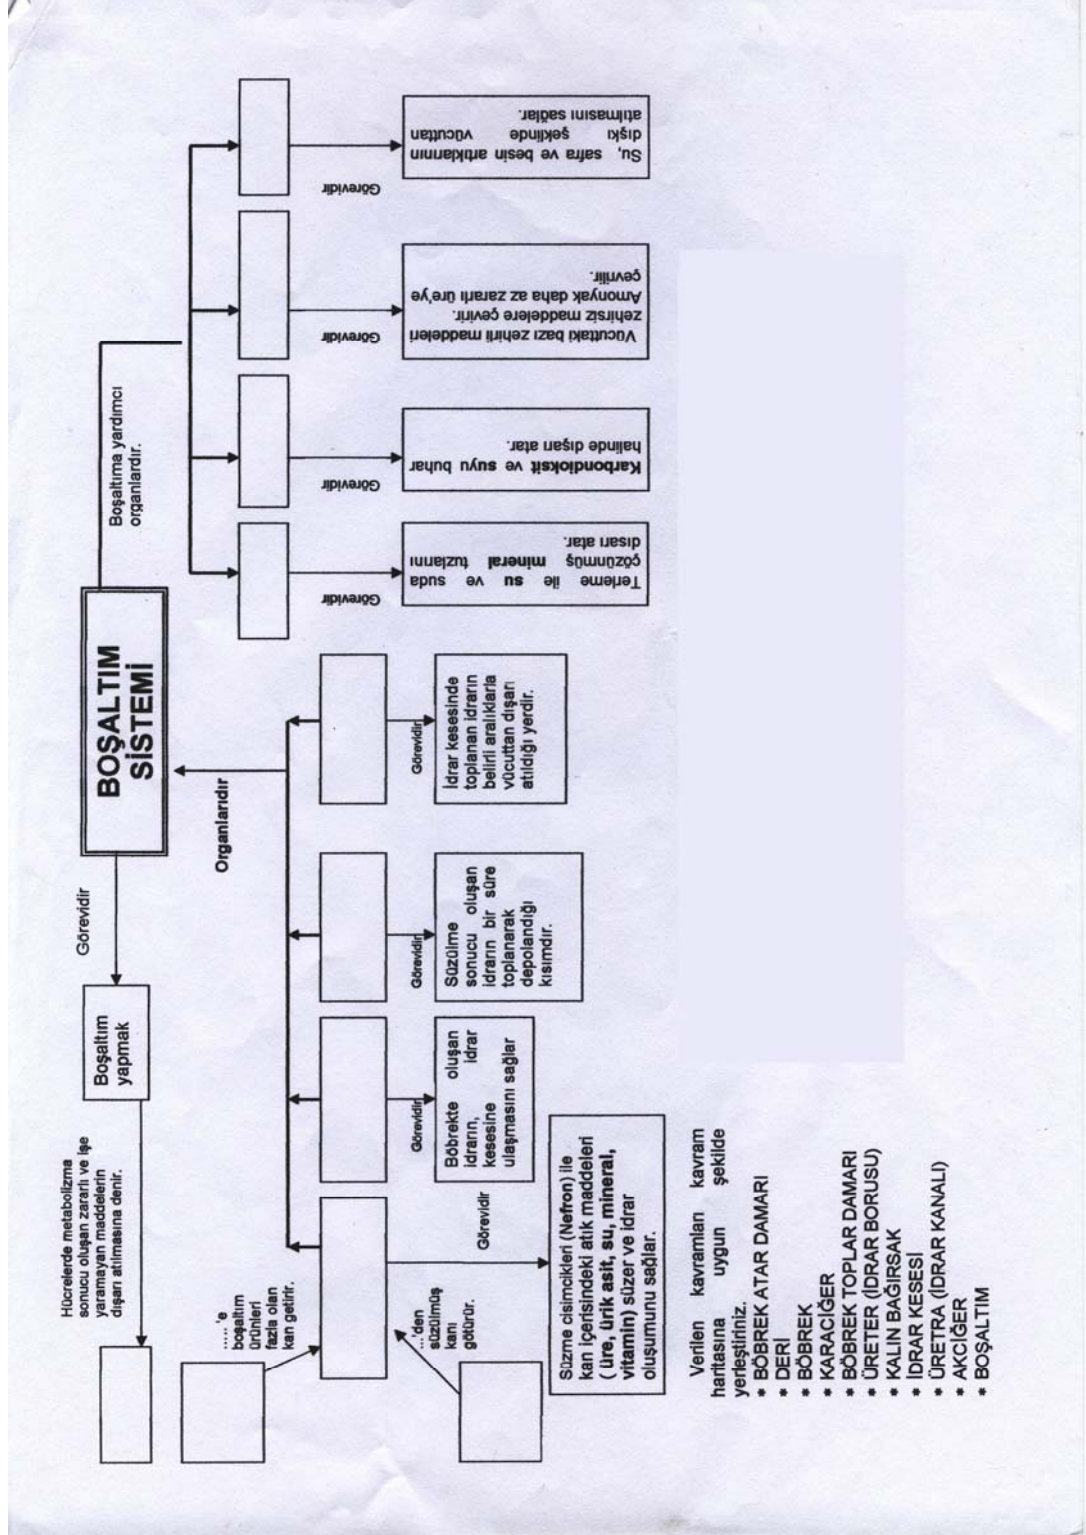 BOŞALTIM
SİSTEMİ
Görevidir
Boşaltım
yapmak
Hücrelerde metabolizma
sonucu oluşan zararlı ve işe
yaramayan maddelerin
dışarı atılmasına denir.
Organlarıdır
.....'e
boşaltım
ürünleri
fazla olan
kan getirir.
...'den
süzülmüş
kanı
götürür.
Görevidir
Süzme cisimcikleri (Nefron) ile
kan içerisindeki atık maddeleri
( üre, ürik asit, su, mineral,
vitamin) süzer ve idrar
oluşumunu sağlar.
Görevidir
Böbrekte oluşan
idrarın, idrar
kesesine
ulaşmasını sağlar
Görevidir
Süzülme
sonucu oluşan
idrarın bir süre
toplanarak
depolandığı
kısımdır.
Görevidir
İdrar kesesinde
toplanan idrarın
belirli aralıklarla
vücuttan dışarı
atıldığı yerdir.
Boşaltıma yardımcı
organlardır.
Görevidir
Terleme ile su ve suda
çözünmüş mineral tuzlarını
dısarı atar.
Görevidir
Karbondioksit ve suyu buhar
halinde dışarı atar.
Görevidir
Vücuttaki bazı zehirli maddeleri
zehirsiz maddelere çevirir.
Amonyak daha az zararlı üre'ye
çevrilir.
Görevidir
Su, safra ve besin artıklarının
dışkı şeklinde vücuttan
atılmasını sağlar.
Verilen kavramları kavram
haritasına uygun şekilde
yerleştiriniz.
* BÖBREK ATAR DAMARI
* DERİ
* BÖBREK
* KARACİĞER
* BÖBREK TOPLAR DAMARI
* ÜRETER (İDRAR BORUSU)
* KALIN BAĞIRSAK
* İDRAR KESESİ
* ÜRETRA (İDRAR KANALI)
* AKCİĞER
* BOŞALTIM